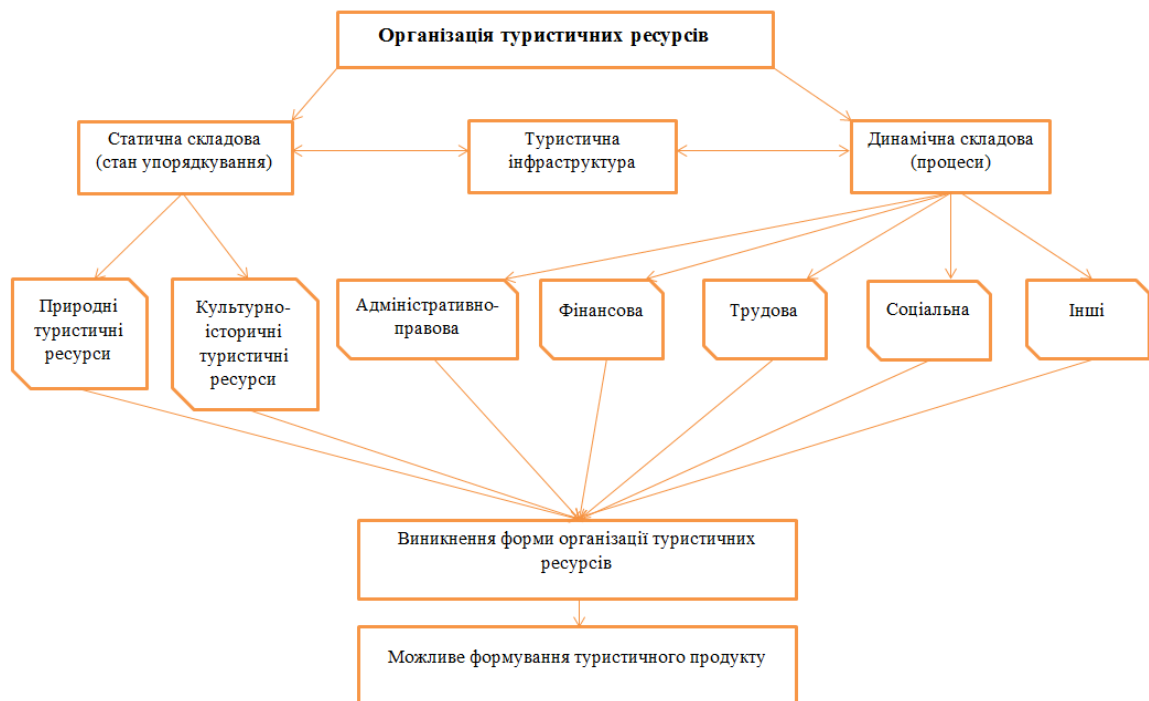 Організація туристичних ресурсів
Статична складова
(стан упорядкування)
Туристична
інфраструктура
Динамічна складова
(процеси)
Природні
туристичні
ресурси
Культурно-
історичні
туристичні
ресурси
Адміністративно-
правова
Фінансова
Трудова
Соціальна
Інші
Виникнення форми організації туристичних
ресурсів
Можливе формування туристичного продукту